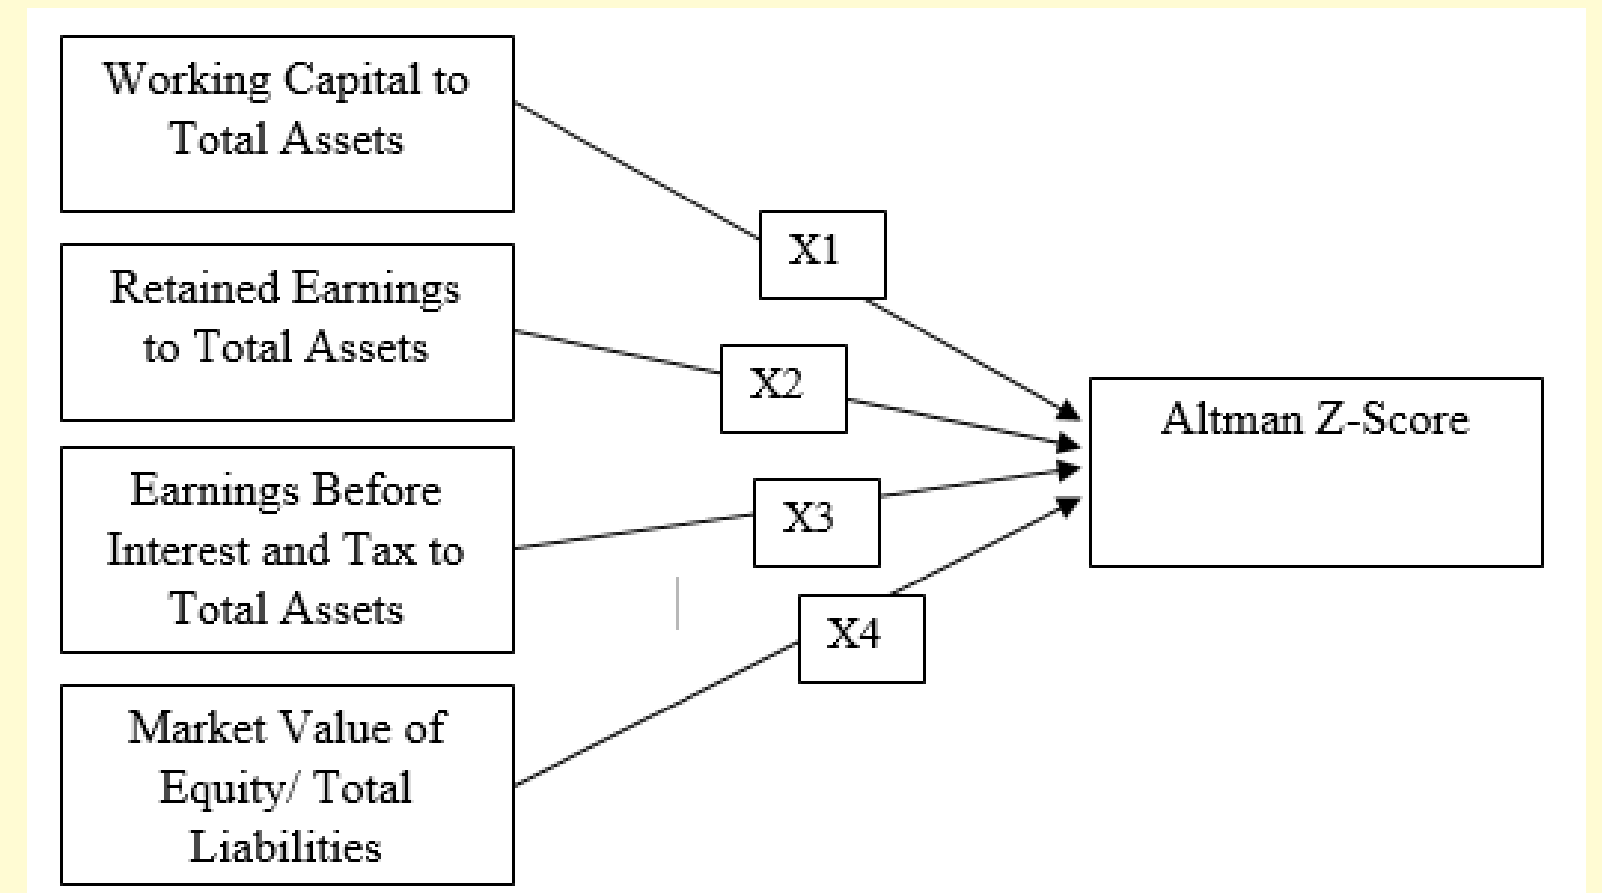 Working Capital to
Total Assets
X1
Retained Earnings
to Total Assets
X2
Altman Z-Score
Earnings Before
Interest and Tax to
Total Assets
X3
X4
Market Value of
Equity/ Total
Liabilities